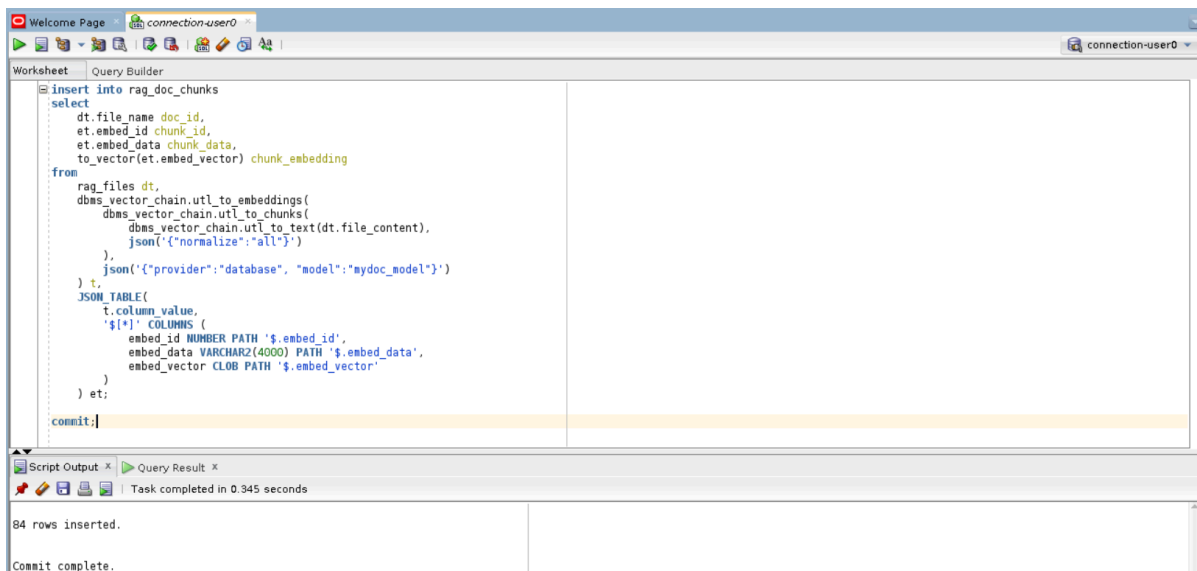 Welcome Page × connection-user0 ×
connection-user0
Worksheet Query Builder
insert into rag_doc_chunks
select
    dt.file_name doc_id,
    et.embed_id chunk_id,
    et.embed_data chunk_data,
    to_vector(et.embed_vector) chunk_embedding
from
    rag_files dt,
    dbms_vector_chain.utl_to_embeddings(
        dbms_vector_chain.utl_to_chunks(
            dbms_vector_chain.utl_to_text(dt.file_content),
            json('{"normalize":"all"}')
        ),
        json('{"provider":"database", "model":"mydoc_model"}')
    ) t,
    JSON_TABLE(
        t.column_value,
        '$[*]' COLUMNS (
            embed_id NUMBER PATH '$.embed_id',
            embed_data VARCHAR2(4000) PATH '$.embed_data',
            embed_vector CLOB PATH '$.embed_vector'
        )
    ) et;
commit;
Script Output × Query Result ×
Task completed in 0.345 seconds
84 rows inserted.
Commit complete.